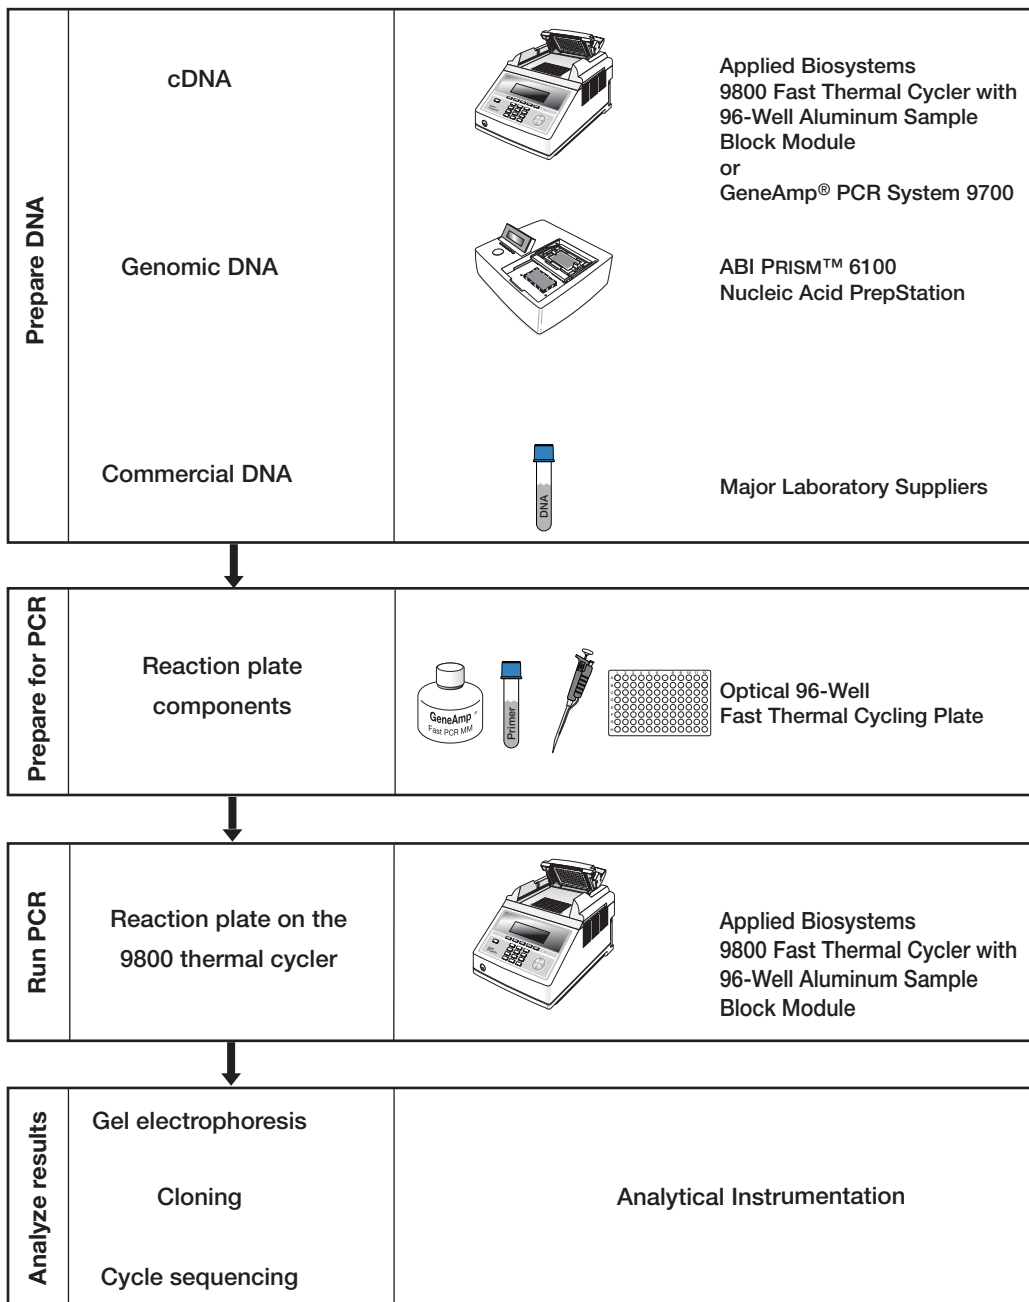 Prepare DNA
cDNA
Applied Biosystems
9800 Fast Thermal Cycler with
96-Well Aluminum Sample
Block Module
or
GeneAmp® PCR System 9700
Genomic DNA
ABI PRISM™ 6100
Nucleic Acid PrepStation
Commercial DNA
DNA
Major Laboratory Suppliers
Prepare for PCR
Reaction plate
components
GeneAmp®
Fast PCR MM
Primer
Optical 96-Well
Fast Thermal Cycling Plate
Run PCR
Reaction plate on the
9800 thermal cycler
Applied Biosystems
9800 Fast Thermal Cycler with
96-Well Aluminum Sample
Block Module
Analyze results
Gel electrophoresis
Cloning
Cycle sequencing
Analytical Instrumentation